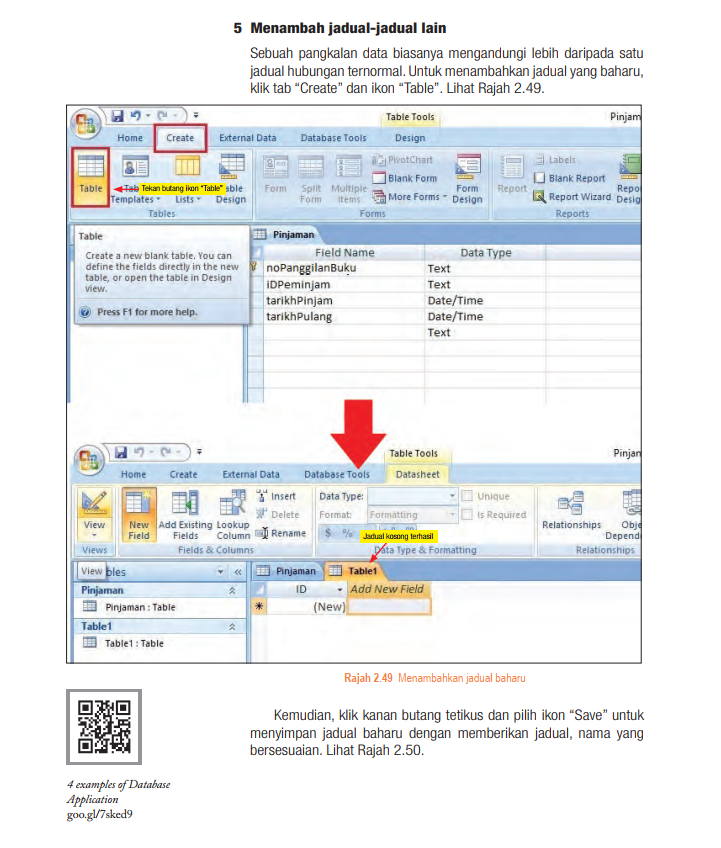 5 Menambah jadual-jadual lain
Sebuah pangkalan data biasanya mengandungi lebih daripada satu
jadual hubungan ternormal. Untuk menambahkan jadual yang baharu,
klik tab “Create” dan ikon “Table”. Lihat Rajah 2.49.
Table Tools
Pinjam
Home Create External Data Database Tools Design
Table
Tekan butang ikon “Table”
Templates
Lists
Design
Tables
Form
Split
Form
Multiple
Items
PivotChart
Blank Form
More Forms
Form
Design
Forms
Report
Labels
Blank Report
Report Wizard
Repo
Desig
Reports
Table
Create a new blank table. You can
define the fields directly in the new
table, or open the table in Design
view.
Press F1 for more help.
Pinjaman
Field Name Data Type
noPanggilanBuku Text
iDPeminjam Text
tarikhPinjam Date/Time
tarikhPulang Date/Time
Text
Table Tools
Pinjan
Home Create External Data Database Tools Datasheet
View
Views
New
Field
Add Existing
Fields
Lookup
Column
Insert
Delete
Rename
Fields & Columns
Data Type:
Format: Formatting
$ %
Unique
Is Required
Jadual kosong terhasil
Data Type & Formatting
Relationships
Obje
Depend
Relationships
View bles
Pinjaman
Pinjaman : Table
Table1
Table1 : Table
Pinjaman Table1
ID Add New Field
* (New)
Rajah 2.49 Menambahkan jadual baharu
Kemudian, klik kanan butang tetikus dan pilih ikon “Save” untuk
menyimpan jadual baharu dengan memberikan jadual, nama yang
bersesuaian. Lihat Rajah 2.50.
4 examples of Database
Application
goo.gl/7sked9